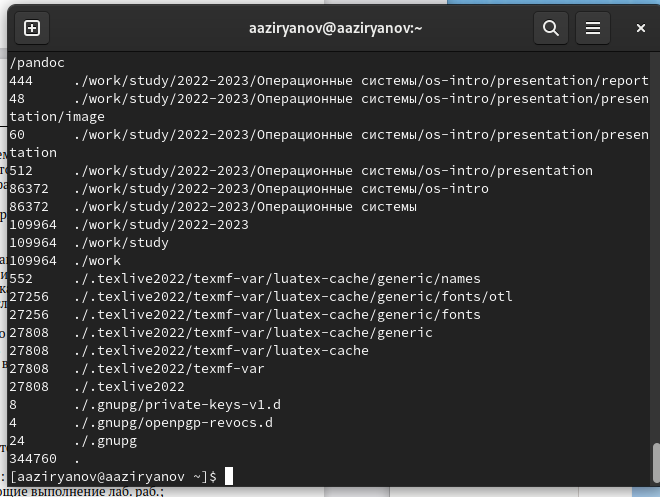 aaziryanov@aaziryanov:~
/pandoc
444 ./work/study/2022-2023/Операционные системы/os-intro/presentation/report
48 ./work/study/2022-2023/Операционные системы/os-intro/presentation/presen
tation/image
60 ./work/study/2022-2023/Операционные системы/os-intro/presentation/presen
tation
512 ./work/study/2022-2023/Операционные системы/os-intro/presentation
86372 ./work/study/2022-2023/Операционные системы/os-intro
86372 ./work/study/2022-2023/Операционные системы
109964 ./work/study/2022-2023
109964 ./work/study
109964 ./work
552 ./.texlive2022/texmf-var/luatex-cache/generic/names
27256 ./.texlive2022/texmf-var/luatex-cache/generic/fonts/otl
27256 ./.texlive2022/texmf-var/luatex-cache/generic/fonts
27808 ./.texlive2022/texmf-var/luatex-cache/generic
27808 ./.texlive2022/texmf-var/luatex-cache
27808 ./.texlive2022/texmf-var
27808 ./.texlive2022
8 ./.gnupg/private-keys-v1.d
4 ./.gnupg/openpgp-revocs.d
24 ./.gnupg
344760 .
[aaziryanov@aaziryanov ~]$
ющие выполнение лаб. раб.;